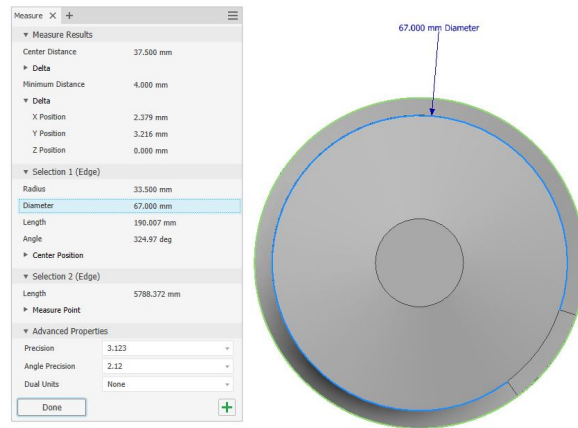 Measure
Measure Results
Center Distance 37.500 mm
Delta
Minimum Distance 4.000 mm
Delta
X Position 2.379 mm
Y Position 3.216 mm
Z Position 0.000 mm
Selection 1 (Edge)
Radius 33.500 mm
Diameter 67.000 mm
Length 190.007 mm
Angle 324.97 deg
Center Position
Selection 2 (Edge)
Length 5788.372 mm
Measure Point
Advanced Properties
Precision 3.123
Angle Precision 2.12
Dual Units None
Done
67.000 mm Diameter